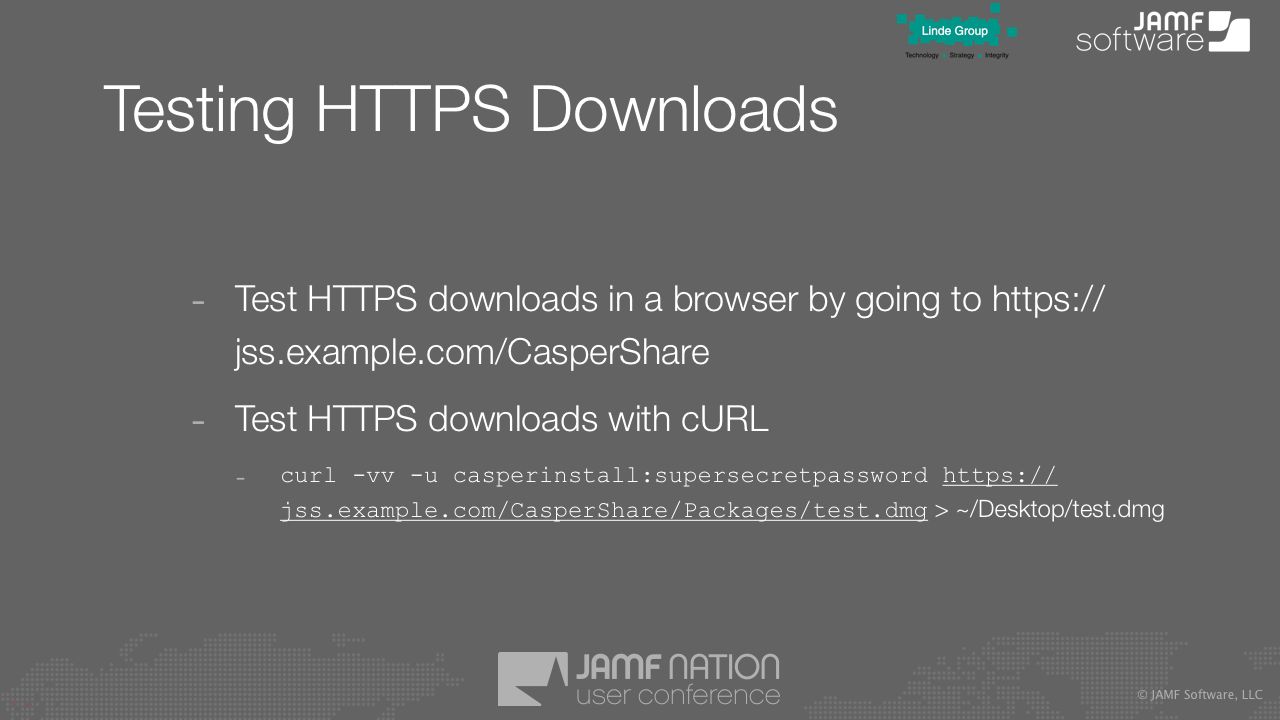 Linde Group
Technology Strategy Integrity
JAMF
software
Testing HTTPS Downloads
- Test HTTPS downloads in a browser by going to https://
jss.example.com/CasperShare
- Test HTTPS downloads with cURL
- curl -vv -u casperinstall:supersecretpassword https://
jss.example.com/CasperShare/Packages/test.dmg > ~/Desktop/test.dmg
JAMF NATION
user conference
© JAMF Software, LLC